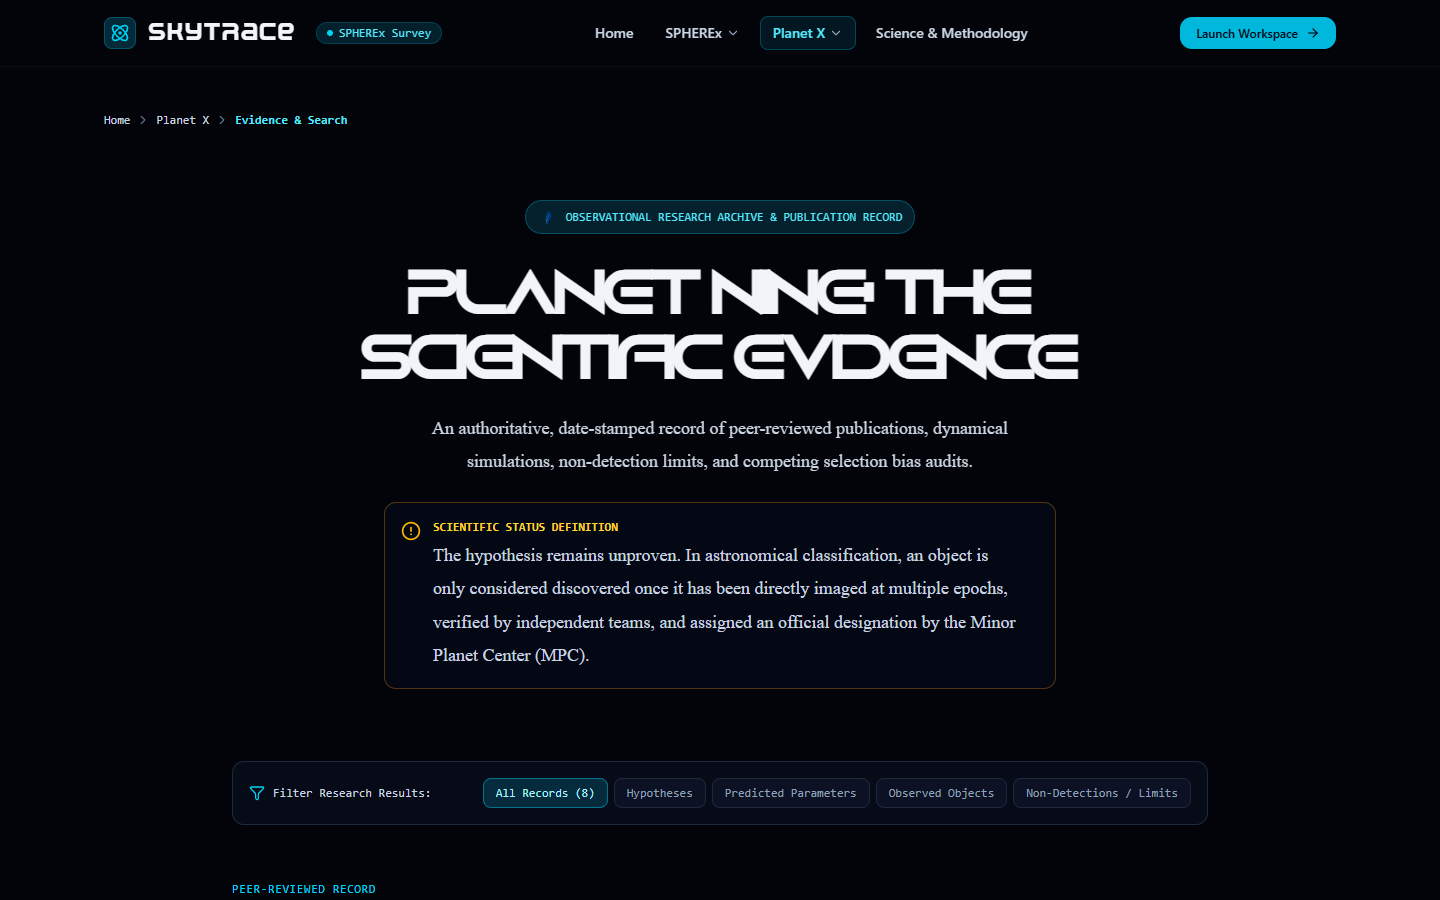 SKYTRACE
SPHEREx Survey
Home
SPHEREx
Planet X
Science & Methodology
Launch Workspace
Home > Planet X > Evidence & Search
OBSERVATIONAL RESEARCH ARCHIVE & PUBLICATION RECORD
PLANET NINE: THE
SCIENTIFIC EVIDENCE
An authoritative, date-stamped record of peer-reviewed publications, dynamical
simulations, non-detection limits, and competing selection bias audits.
SCIENTIFIC STATUS DEFINITION
The hypothesis remains unproven. In astronomical classification, an object is
only considered discovered once it has been directly imaged at multiple epochs,
verified by independent teams, and assigned an official designation by the Minor
Planet Center (MPC).
Filter Research Results:
All Records (8)
Hypotheses
Predicted Parameters
Observed Objects
Non-Detections / Limits
PEER-REVIEWED RECORD